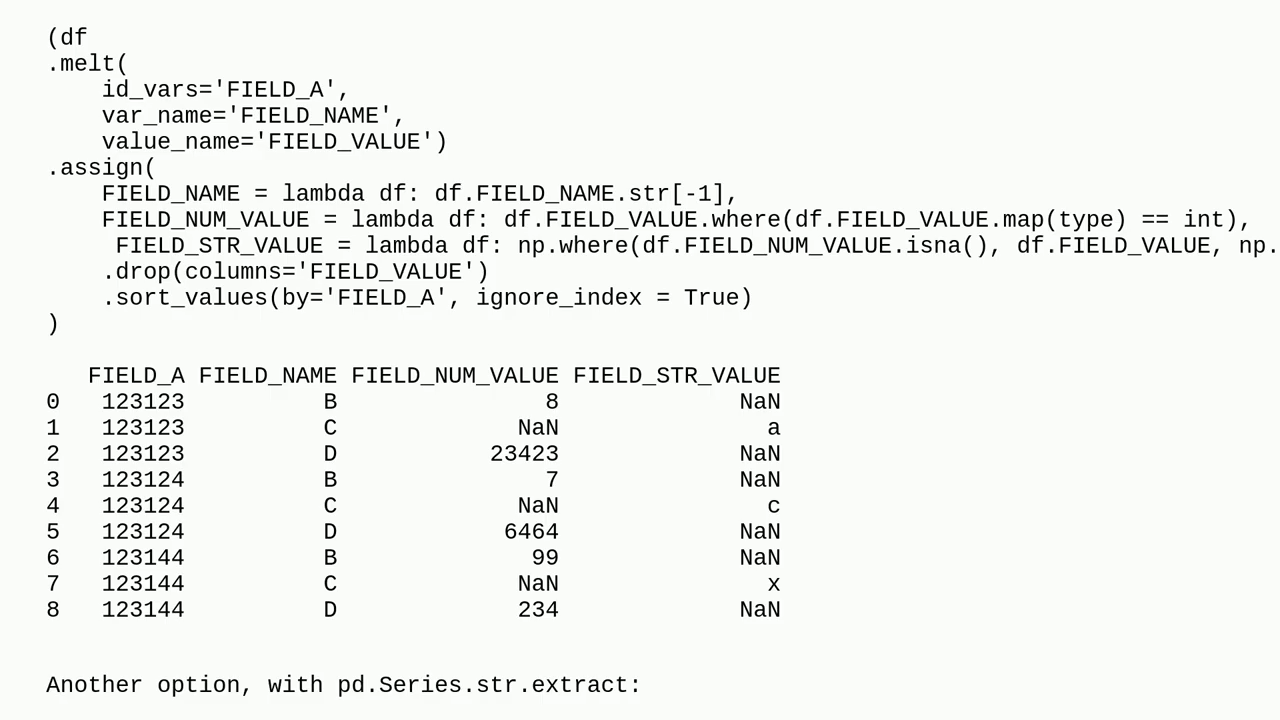 (df
.melt(
    id_vars='FIELD_A',
    var_name='FIELD_NAME',
    value_name='FIELD_VALUE')
.assign(
    FIELD_NAME = lambda df: df.FIELD_NAME.str[-1],
    FIELD_NUM_VALUE = lambda df: df.FIELD_VALUE.where(df.FIELD_VALUE.map(type) == int),
     FIELD_STR_VALUE = lambda df: np.where(df.FIELD_NUM_VALUE.isna(), df.FIELD_VALUE, np.
    .drop(columns='FIELD_VALUE')
    .sort_values(by='FIELD_A', ignore_index = True)
)
   FIELD_A FIELD_NAME FIELD_NUM_VALUE FIELD_STR_VALUE
0   123123          B               8             NaN
1   123123          C             NaN               a
2   123123          D           23423             NaN
3   123124          B               7             NaN
4   123124          C             NaN               c
5   123124          D            6464             NaN
6   123144          B              99             NaN
7   123144          C             NaN               x
8   123144          D             234             NaN
Another option, with pd.Series.str.extract: